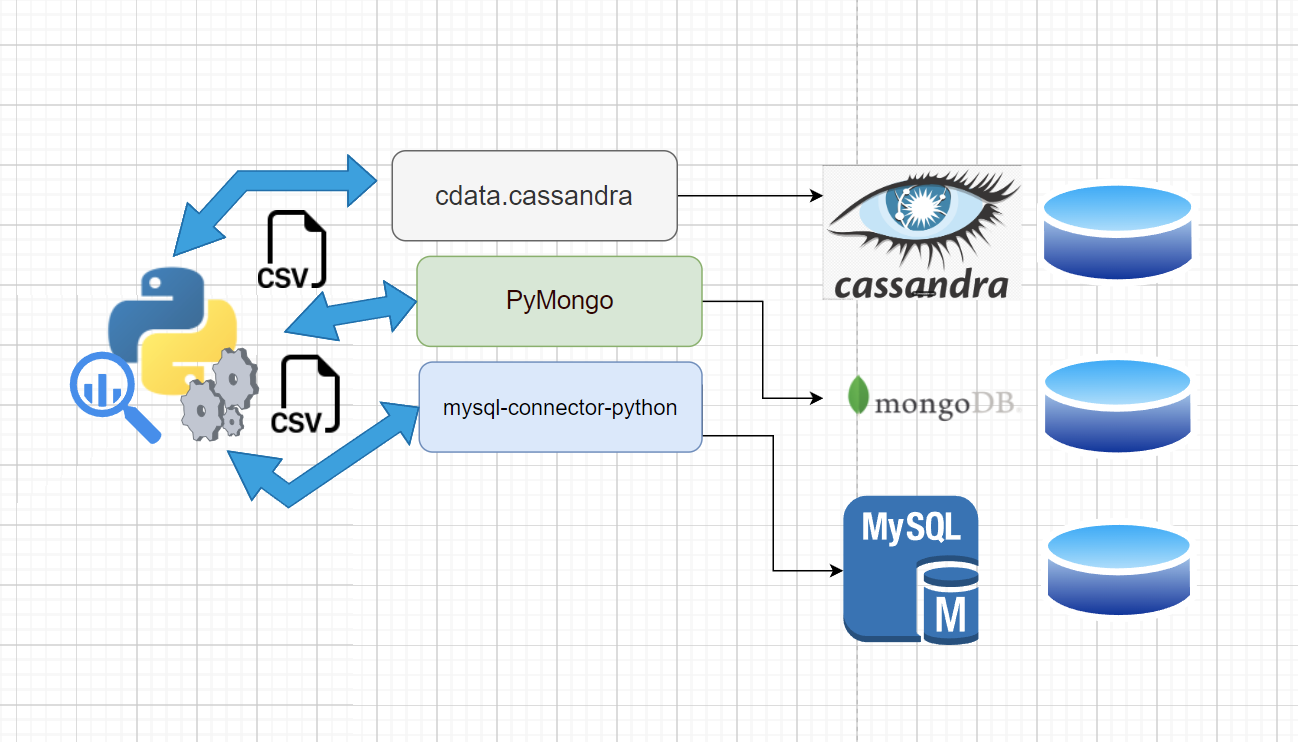 cdata.cassandra
cassandra
CSV
PyMongo
mongoDB.
CSV
mysql-connector-python
MySQL
M